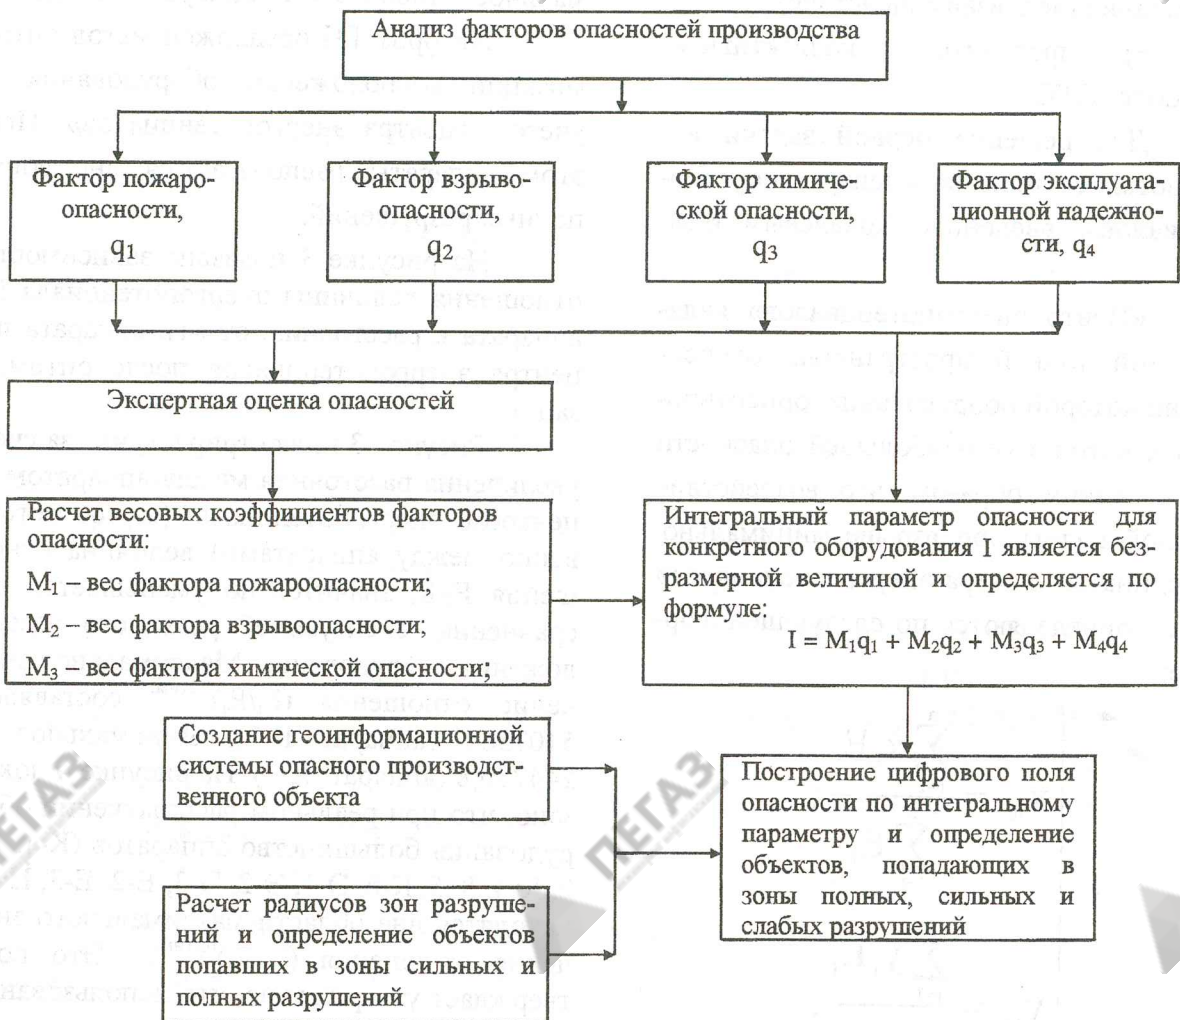 Анализ факторов опасностей производства
Фактор пожаро-
опасности,
q1
Фактор взрыво-
опасности,
q2
Фактор химиче-
ской опасности,
q3
Фактор эксплуата-
ционной надежно-
сти, q4
Экспертная оценка опасностей
Расчет весовых коэффициентов факторов
опасности:
M1 – вес фактора пожароопасности;
M2 – вес фактора взрывоопасности;
M3 – вес фактора химической опасности;
Интегральный параметр опасности для
конкретного оборудования I является без-
размерной величиной и определяется по
формуле:
I = M1q1 + M2q2 + M3q3 + M4q4
Создание геоинформационной
системы опасного производст-
венного объекта
Расчет радиусов зон разруше-
ний и определение объектов
попавших в зоны сильных и
полных разрушений
Построение цифрового поля
опасности по интегральному
параметру и определение
объектов, попадающих в
зоны полных, сильных и
слабых разрушений
ПЕГАЗ
ПЕГАЗ